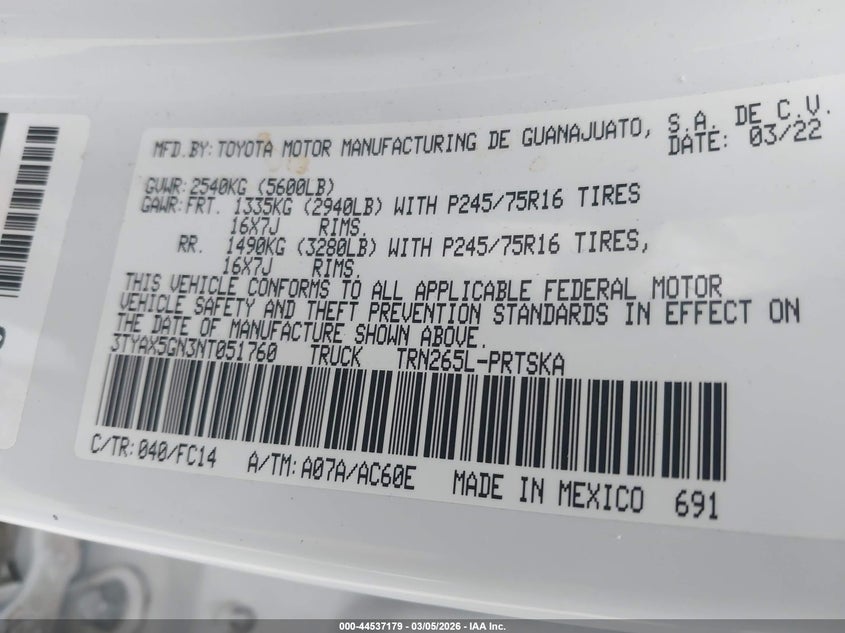 MFD.BY:TOYOTA MOTOR MANUFACTURING DE GUANAJUATO, S.A. DE C.V.
DATE: 03/22
GVWR:2540KG (5600LB)
GAWR:FRT. 1335KG (2940LB) WITH P245/75R16 TIRES
16X7J RIMS.
RR. 1490KG (3280LB) WITH P245/75R16 TIRES,
16X7J RIMS.
THIS VEHICLE CONFORMS TO ALL APPLICABLE FEDERAL MOTOR
VEHICLE SAFETY AND THEFT PREVENTION STANDARDS IN EFFECT ON
THE DATE OF MANUFACTURE SHOWN ABOVE.
3TYAX5GN3NT051760 TRUCK TRN265L-PRTSKA
C/TR:040/FC14 A/TM:A07A/AC60E MADE IN MEXICO 691
000-44537179 - 03/05/2026 - IAA Inc.